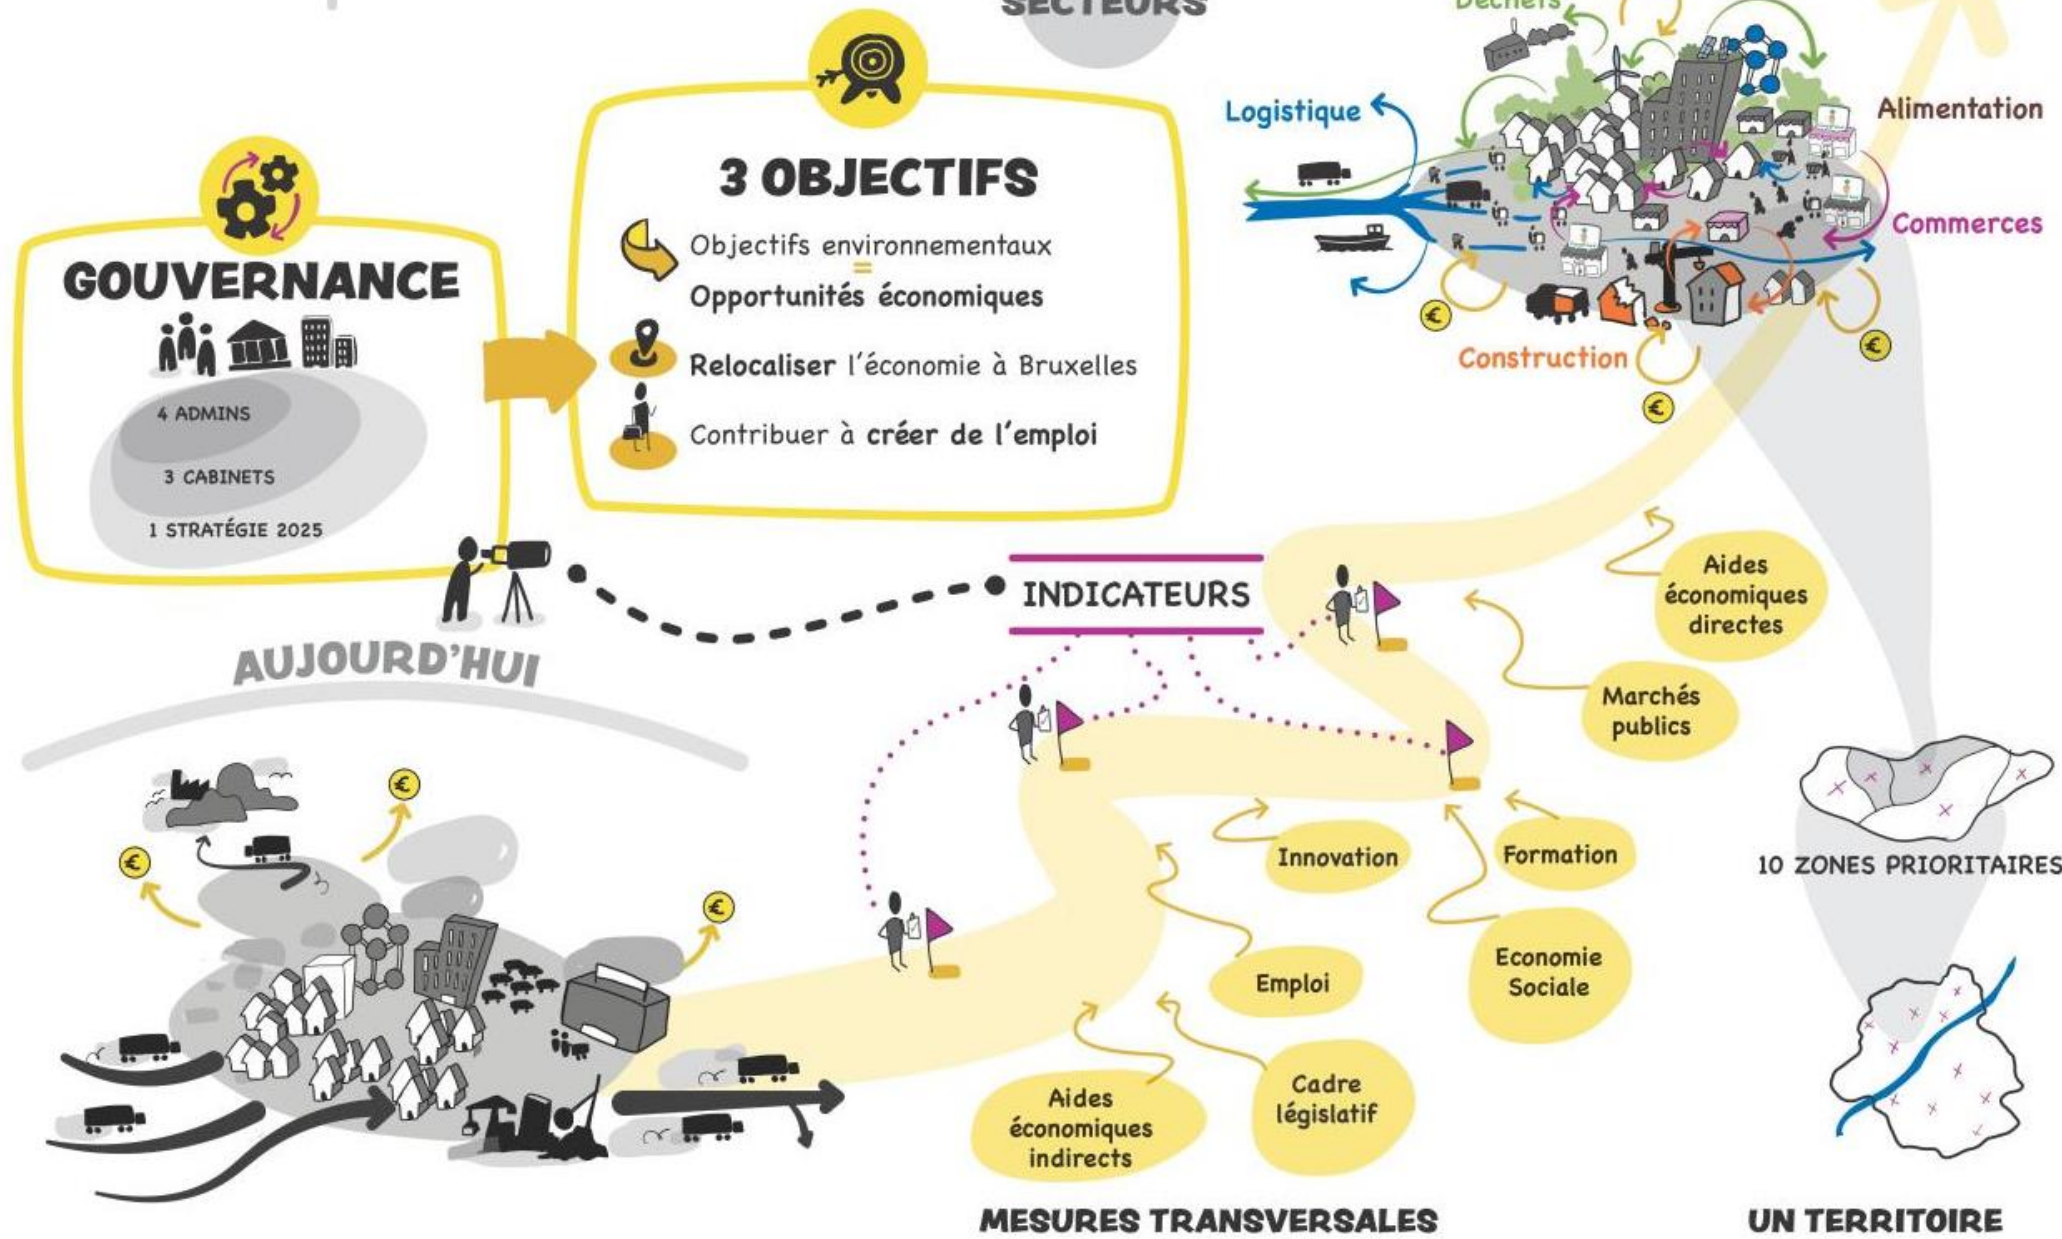 SECTEURS
Déchets
Logistique
Alimentation
Commerces
Construction
€
€
€
3 OBJECTIFS
Objectifs environnementaux
=
Opportunités économiques
Relocaliser l'économie à Bruxelles
Contribuer à créer de l'emploi
GOUVERNANCE
4 ADMINS
3 CABINETS
1 STRATÉGIE 2025
INDICATEURS
AUJOURD'HUI
€
€
€
Aides
économiques
directes
Marchés
publics
Innovation
Formation
Emploi
Economie
Sociale
Aides
économiques
indirects
Cadre
législatif
10 ZONES PRIORITAIRES
MESURES TRANSVERSALES
UN TERRITOIRE